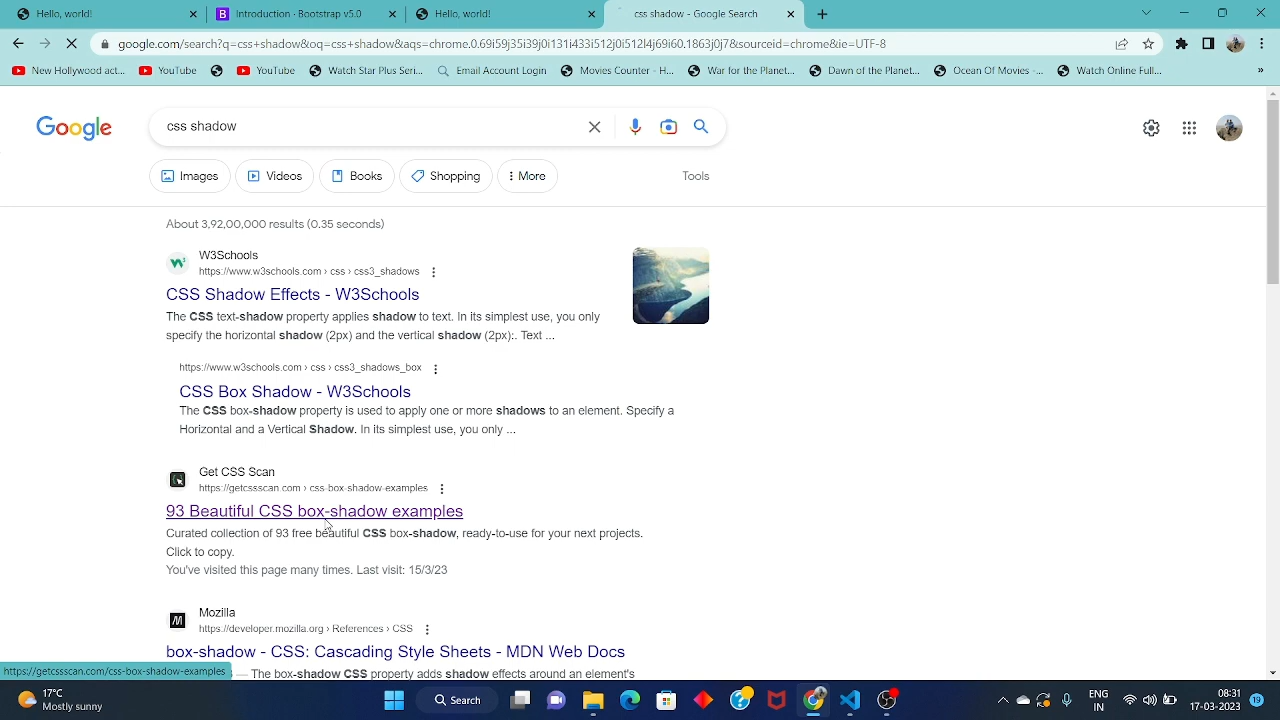 Hello, world!
Introduction · Bootstrap v5.0
Hello, world!
css shadow - Google Search
google.com/search?q=css+shadow&oq=css+shadow&aqs=chrome.0.69i59j35i39j0i131i433i512j0i512l4j69i60.1863j0j7&sourceid=chrome&ie=UTF-8
New Hollywood act...
YouTube
YouTube
Watch Star Plus Seri...
Email Account Login
Movies Counter - H...
War for the Planet...
Dawn of the Planet...
Ocean Of Movies -...
Watch Online Full...
»
Google
css shadow
Images
Videos
Books
Shopping
More
Tools
About 3,92,00,000 results (0.35 seconds)
W3Schools
https://www.w3schools.com › css › css3_shadows
CSS Shadow Effects - W3Schools
The CSS text-shadow property applies shadow to text. In its simplest use, you only
specify the horizontal shadow (2px) and the vertical shadow (2px):. Text ...
https://www.w3schools.com › css › css3_shadows_box
CSS Box Shadow - W3Schools
The CSS box-shadow property is used to apply one or more shadows to an element. Specify a
Horizontal and a Vertical Shadow. In its simplest use, you only ...
Get CSS Scan
https://getcssscan.com › css-box-shadow-examples
93 Beautiful CSS box-shadow examples
Curated collection of 93 free beautiful CSS box-shadow, ready-to-use for your next projects.
Click to copy.
You've visited this page many times. Last visit: 15/3/23
Mozilla
https://developer.mozilla.org › References › CSS
box-shadow - CSS: Cascading Style Sheets - MDN Web Docs
— The box-shadow CSS property adds shadow effects around an element's
https://getcssscan.com/css-box-shadow-examples
17°C
Mostly sunny
Search
ENG
IN
08:31
17-03-2023
19